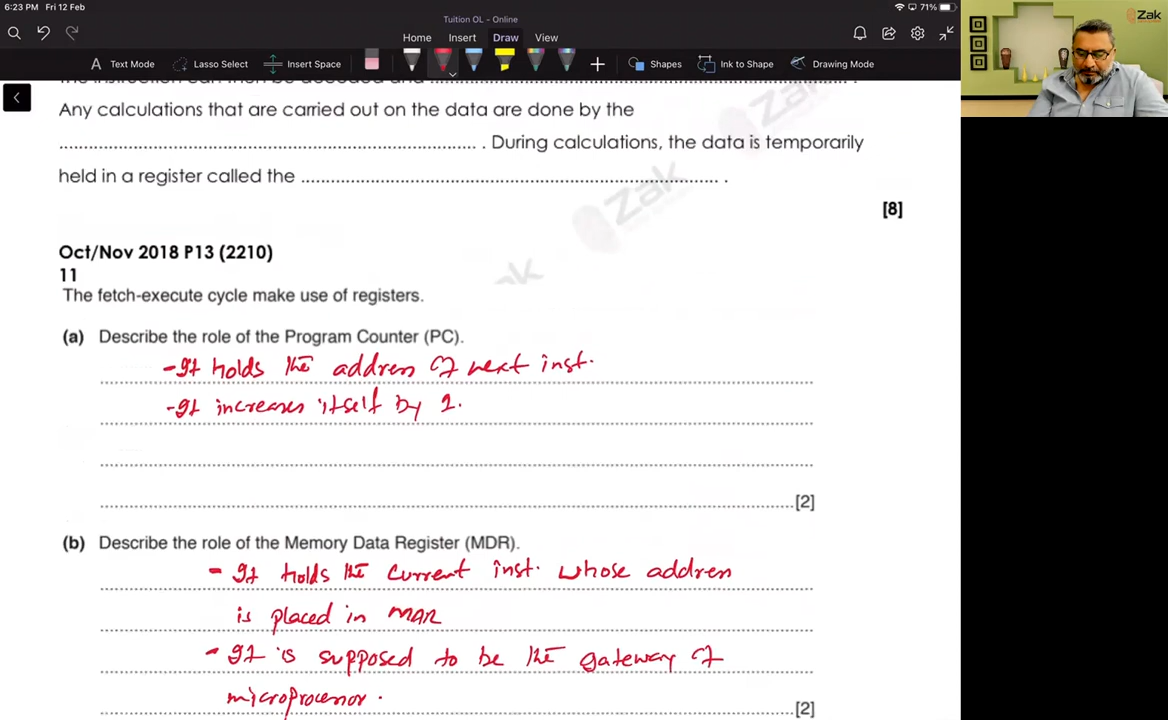 6:23 PM Fri 12 Feb
71%
Tuition OL - Online
Home Insert Draw View
Text Mode Lasso Select Insert Space Shapes Ink to Shape Drawing Mode
Zak
Any calculations that are carried out on the data are done by the
........................................ . During calculations, the data is temporarily
held in a register called the ........................................ .
[8]
Zak
Zak
Oct/Nov 2018 P13 (2210)
11
The fetch-execute cycle make use of registers.
(a) Describe the role of the Program Counter (PC).
- It holds the address of next inst.
- It increases itself by 1.
[2]
(b) Describe the role of the Memory Data Register (MDR).
- It holds the current inst. whose address
is placed in MAR
- It is supposed to be the gateway of
microprocessor.
[2]